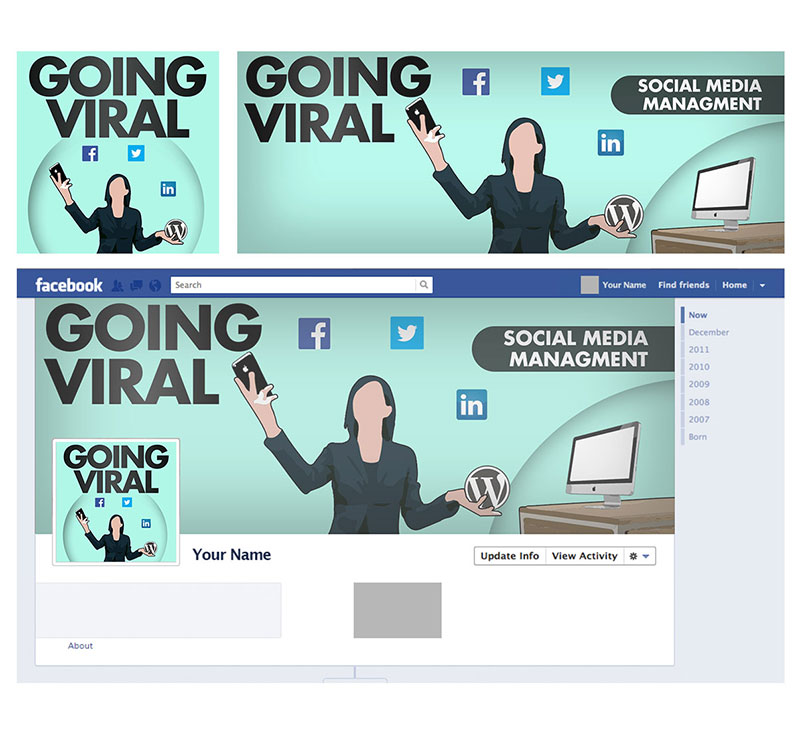 GOING
VIRAL
GOING
VIRAL
SOCIAL MEDIA
MANAGMENT
facebook
Search
Your Name
Find friends
Home
GOING
VIRAL
SOCIAL MEDIA
MANAGMENT
Now
December
2011
2010
2009
2008
2007
Born
GOING
VIRAL
Your Name
Update Info
View Activity
About